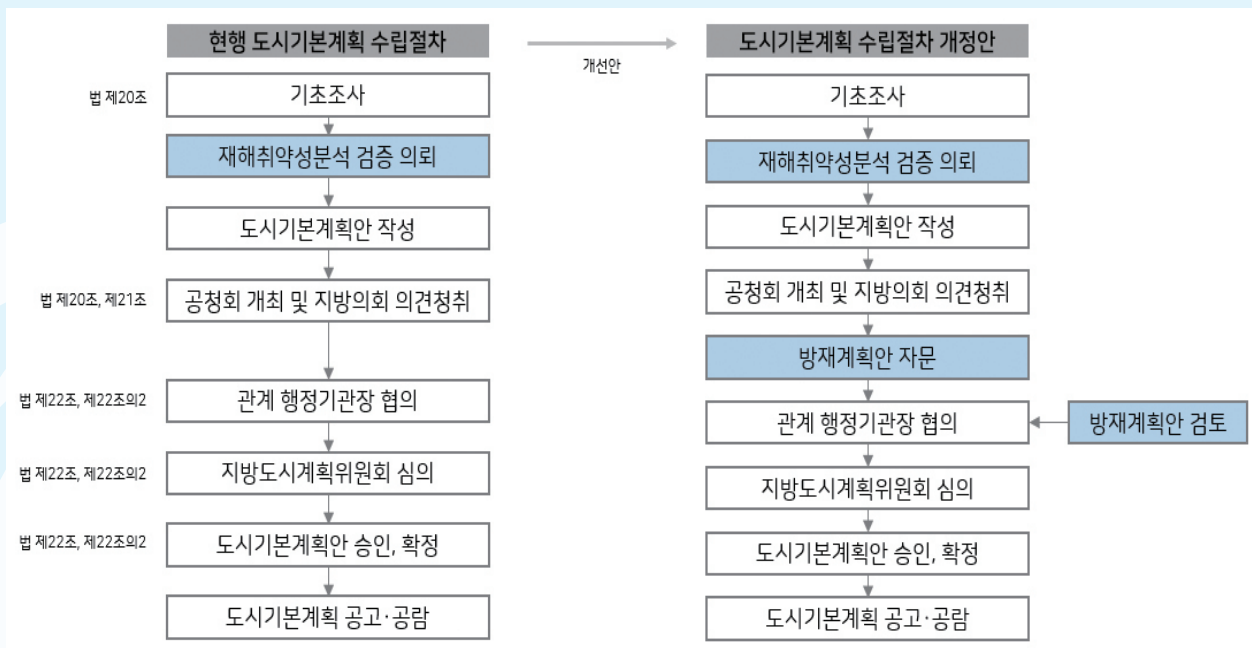 현행 도시기본계획 수립절차
개선안
도시기본계획 수립절차 개정안
법 제20조
기초조사
재해취약성분석 검증 의뢰
도시기본계획안 작성
법 제20조, 제21조
공청회 개최 및 지방의회 의견청취
법 제22조, 제22조의2
관계 행정기관장 협의
법 제22조, 제22조의2
지방도시계획위원회 심의
법 제22조, 제22조의2
도시기본계획안 승인, 확정
도시기본계획 공고·공람
기초조사
재해취약성분석 검증 의뢰
도시기본계획안 작성
공청회 개최 및 지방의회 의견청취
방재계획안 자문
관계 행정기관장 협의
방재계획안 검토
지방도시계획위원회 심의
도시기본계획안 승인, 확정
도시기본계획 공고·공람